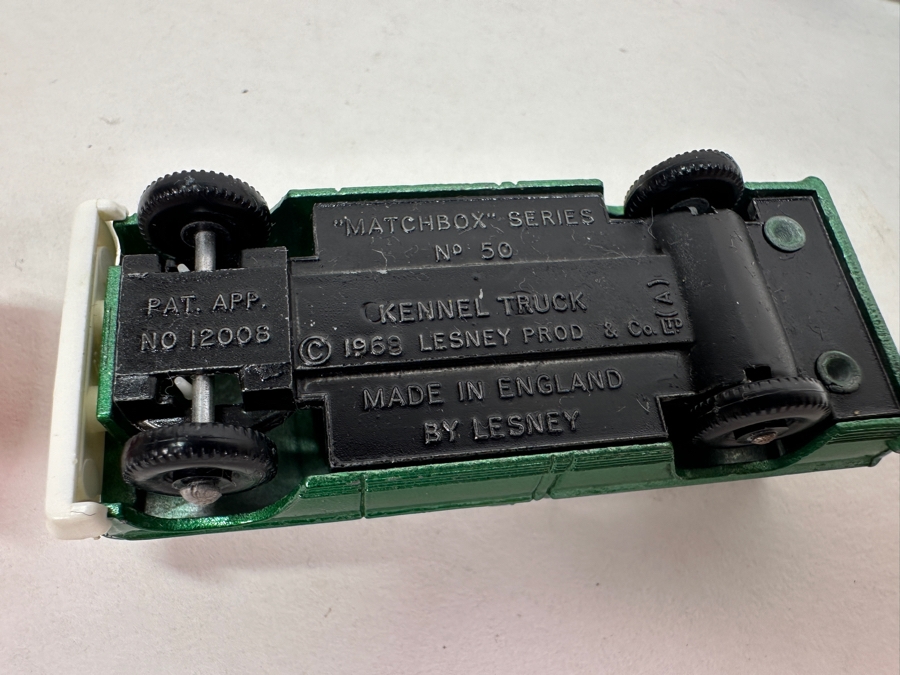 PAT. APP.
NO 12008
"MATCHBOX" SERIES
Nº 50
KENNEL TRUCK
© 1968 LESNEY PROD & Co. LTD
(A)
MADE IN ENGLAND
BY LESNEY